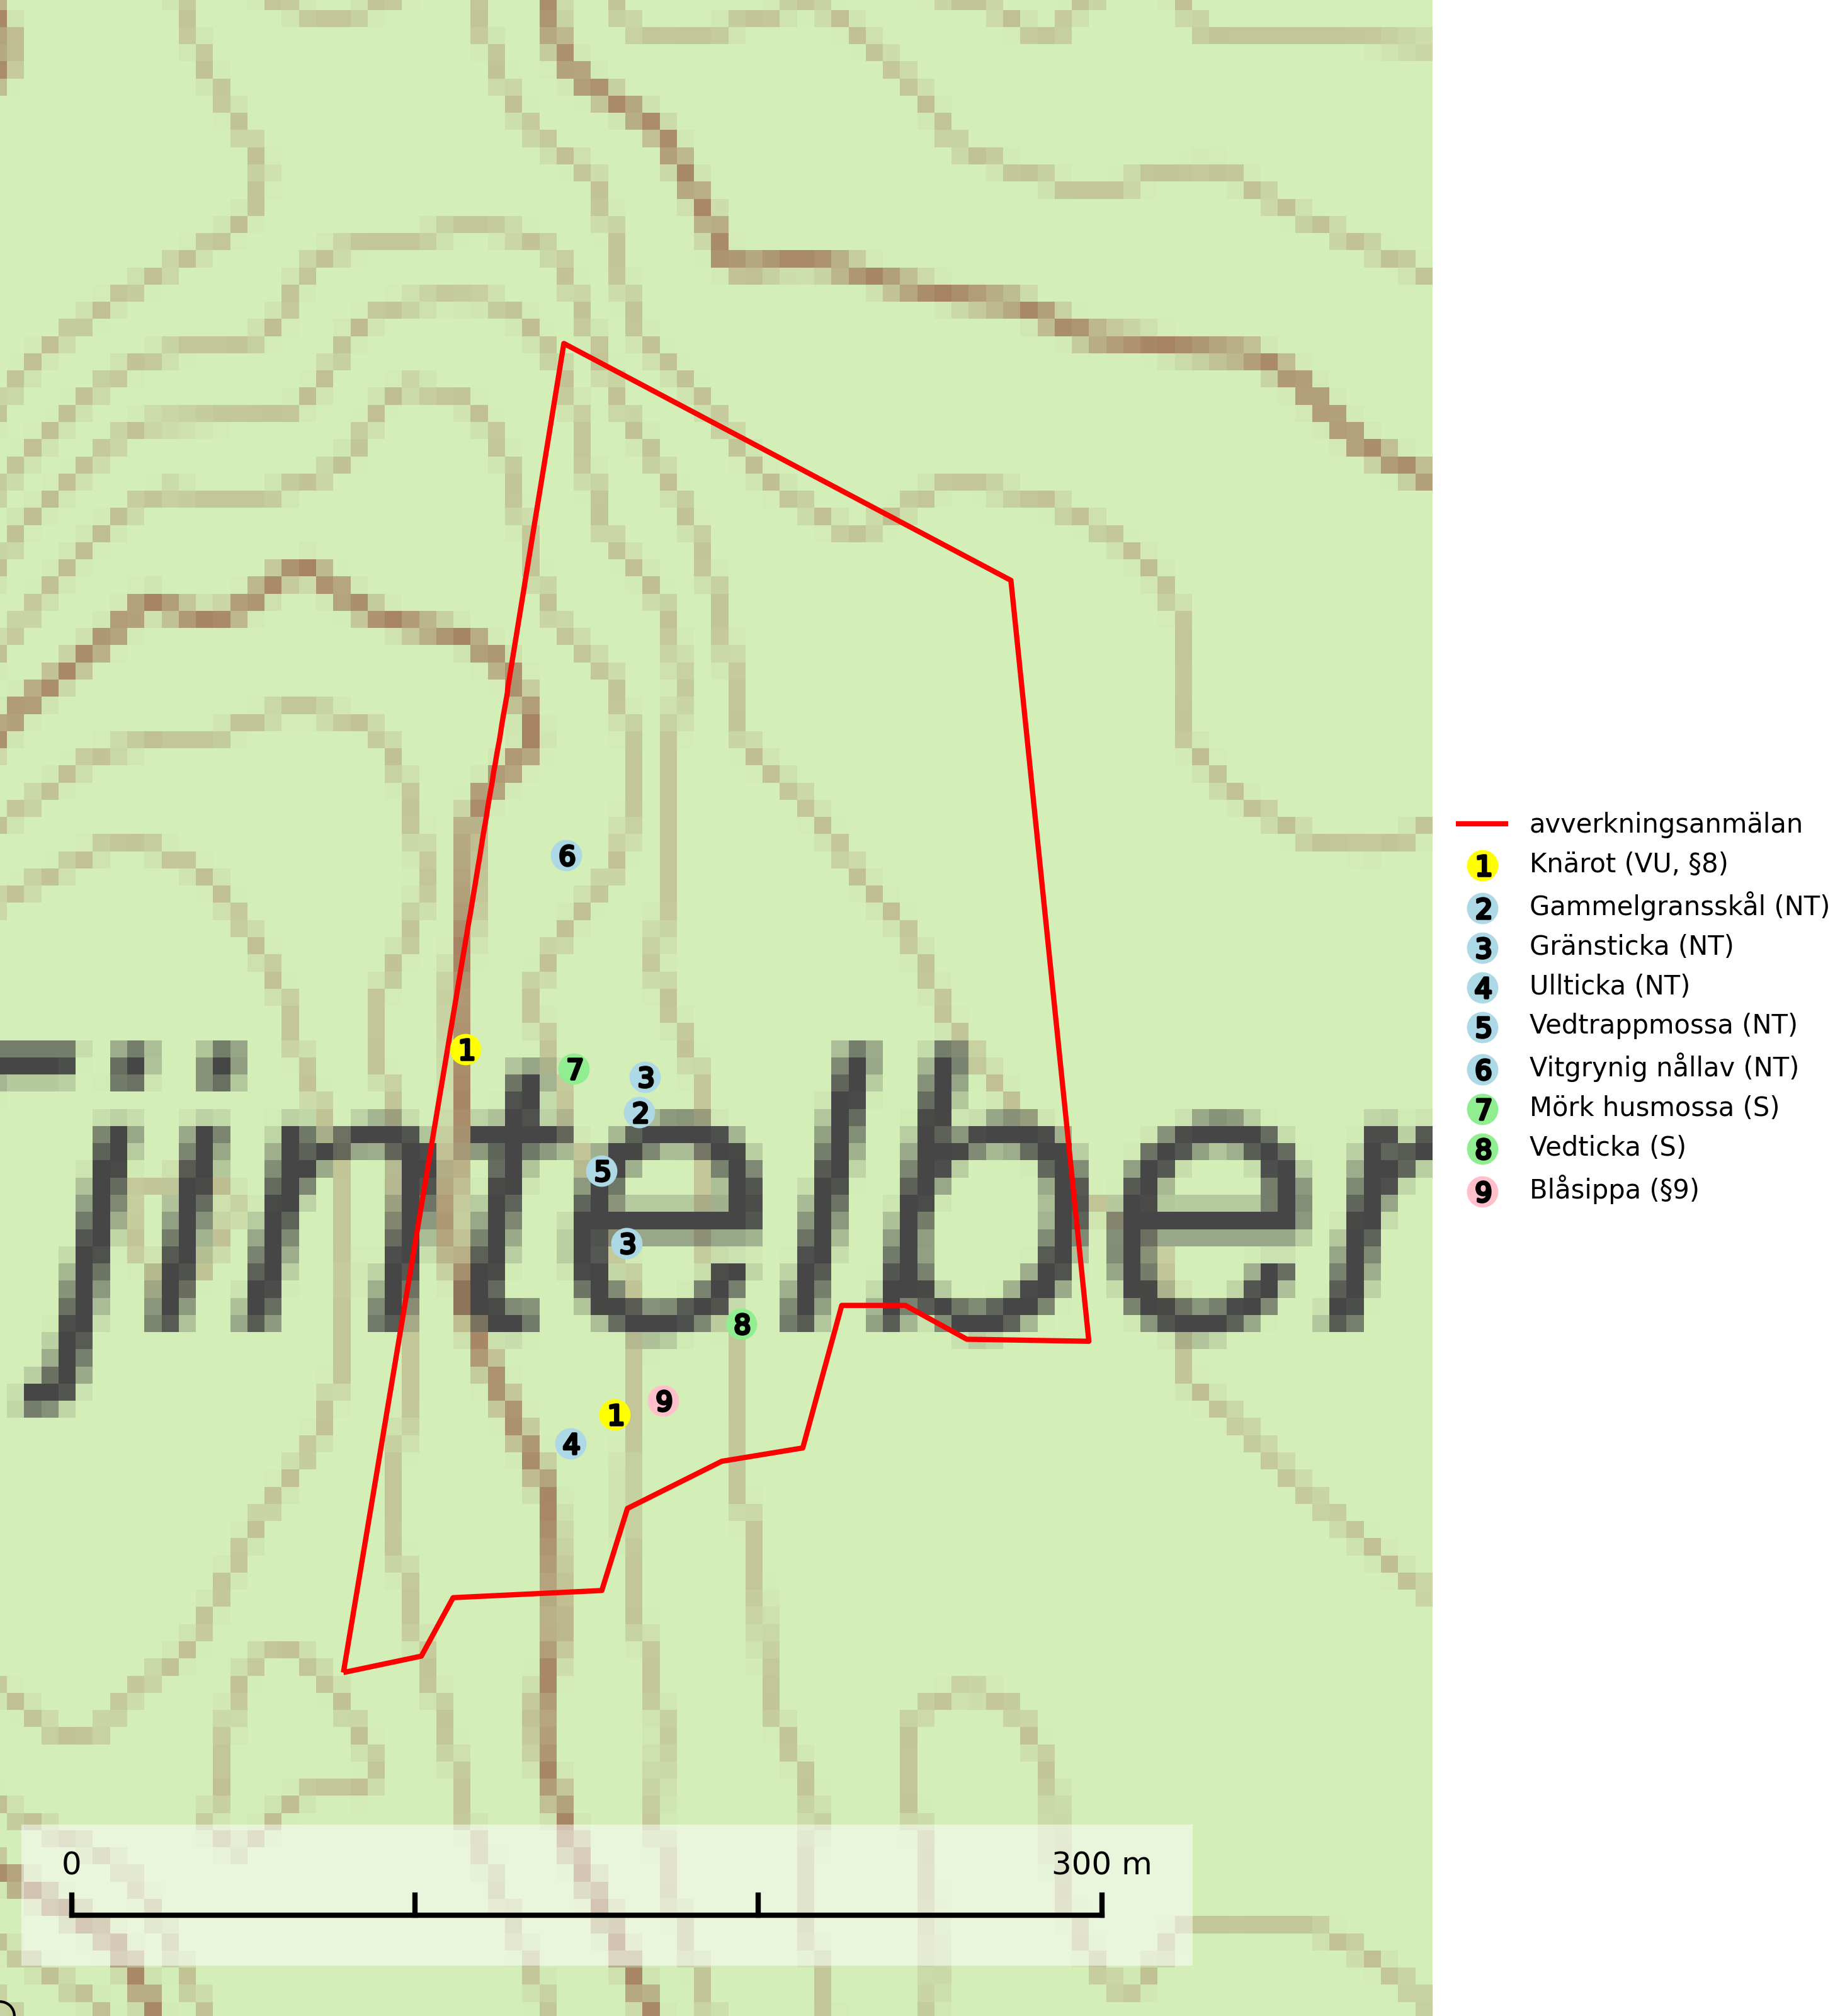 6
1
7
3
2
5
3
8
9
1
4
jintelber
0 300 m
avverkningsanmälan
1 Knärot (VU, §8)
2 Gammelgransskål (NT)
3 Gränsticka (NT)
4 Ullticka (NT)
5 Vedtrappmossa (NT)
6 Vitgrynig nållav (NT)
7 Mörk husmossa (S)
8 Vedticka (S)
9 Blåsippa (§9)